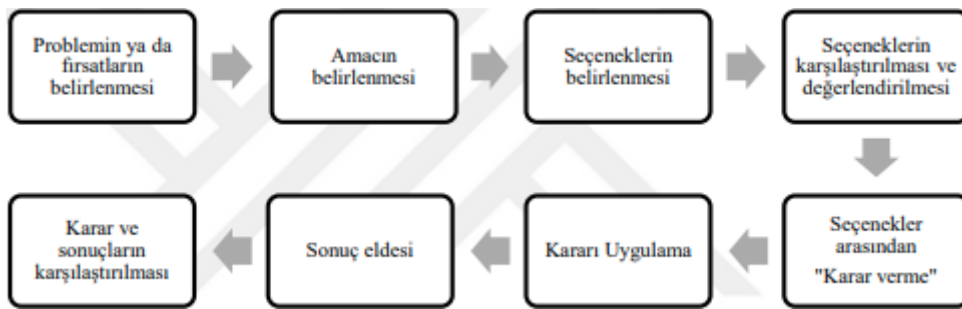 Problemin ya da
fırsatların
belirlenmesi
Amacın
belirlenmesi
Seçeneklerin
belirlenmesi
Seçeneklerin
karşılaştırılması ve
değerlendirilmesi
Seçenekler
arasından
"Karar verme"
Kararı Uygulama
Sonuç eldesi
Karar ve
sonuçların
karşılaştırılması